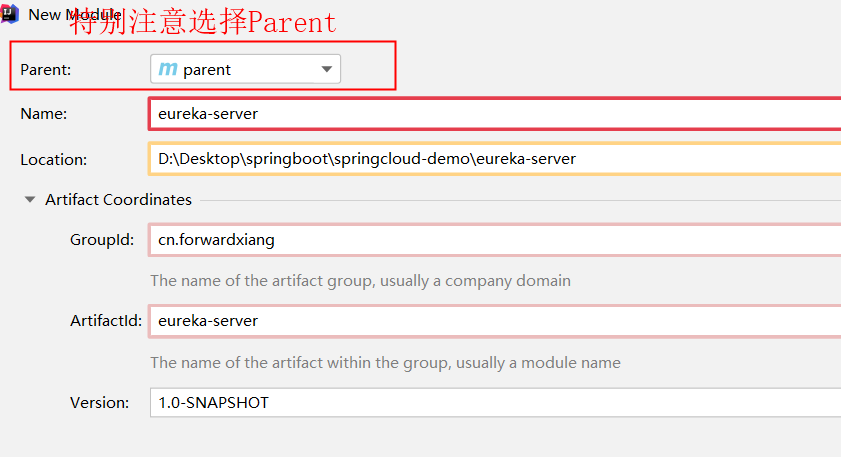 New Module
特别注意选择Parent
Parent: m parent
Name: eureka-server
Location: D:\Desktop\springboot\springcloud-demo\eureka-server
Artifact Coordinates
GroupId: cn.forwardxiang
The name of the artifact group, usually a company domain
ArtifactId: eureka-server
The name of the artifact within the group, usually a module name
Version: 1.0-SNAPSHOT